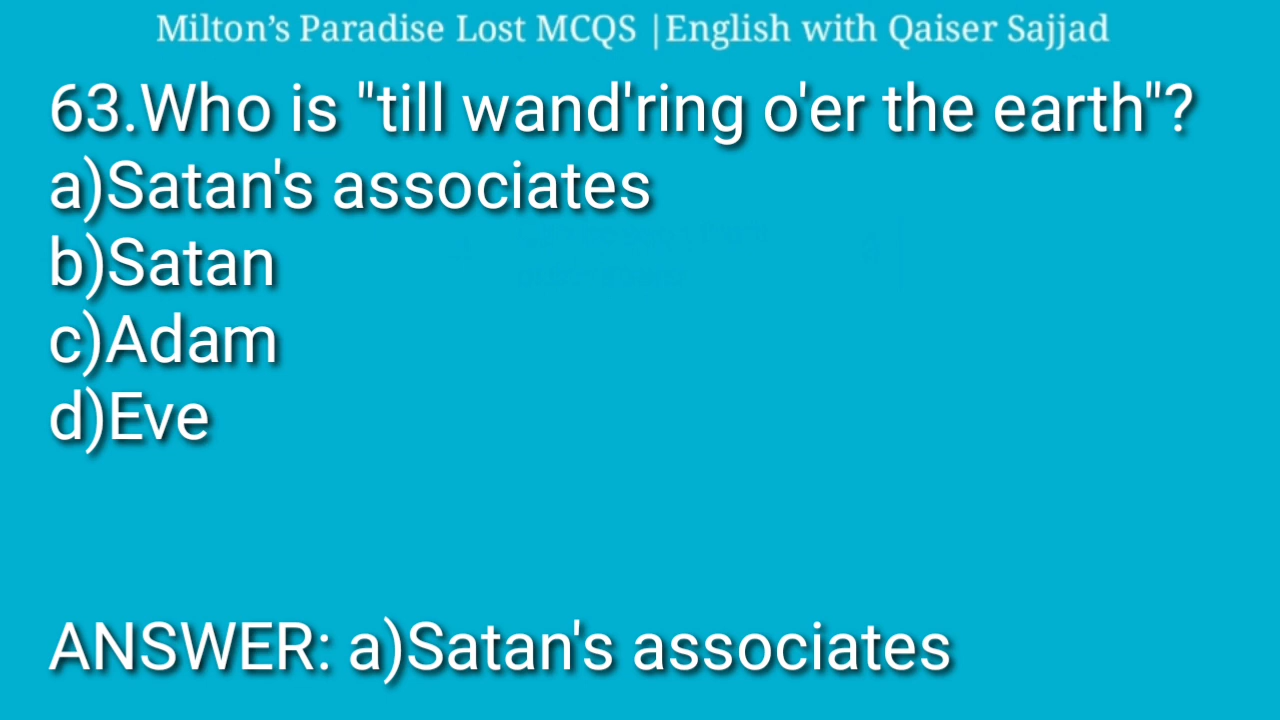 Milton’s Paradise Lost MCQS |English with Qaiser Sajjad
63.Who is "till wand'ring o'er the earth"?
a)Satan's associates
b)Satan
c)Adam
d)Eve
ANSWER: a)Satan's associates